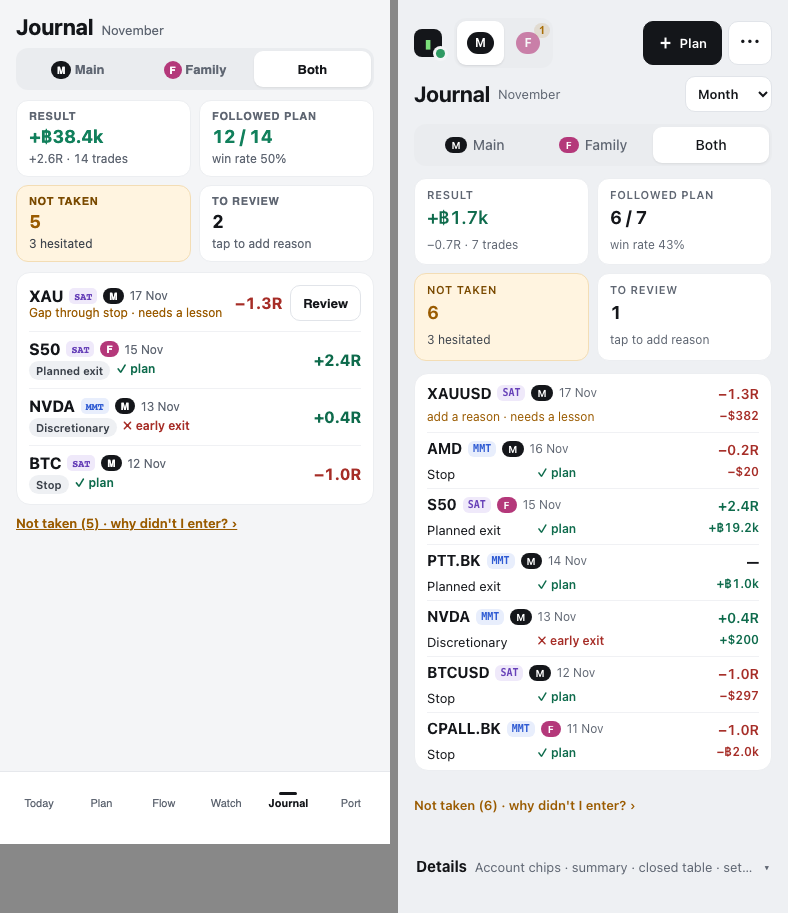 Journal November
M Main F Family Both
RESULT
+฿38.4k
+2.6R · 14 trades
FOLLOWED PLAN
12 / 14
win rate 50%
NOT TAKEN
5
3 hesitated
TO REVIEW
2
tap to add reason
XAU SAT M 17 Nov
Gap through stop · needs a lesson
−1.3R Review
S50 SAT F 15 Nov
Planned exit ✓ plan
+2.4R
NVDA MMT M 13 Nov
Discretionary ✕ early exit
+0.4R
BTC SAT M 12 Nov
Stop ✓ plan
−1.0R
Not taken (5) · why didn't I enter? ›
Today Plan Flow Watch Journal Port
M F 1 + Plan ···
Journal November Month
M Main F Family Both
RESULT
+฿1.7k
−0.7R · 7 trades
FOLLOWED PLAN
6 / 7
win rate 43%
NOT TAKEN
6
3 hesitated
TO REVIEW
1
tap to add reason
XAUUSD SAT M 17 Nov −1.3R
add a reason · needs a lesson −$382
AMD MMT M 16 Nov −0.2R
Stop ✓ plan −$20
S50 SAT F 15 Nov +2.4R
Planned exit ✓ plan +฿19.2k
PTT.BK MMT M 14 Nov —
Planned exit ✓ plan +฿1.0k
NVDA MMT M 13 Nov +0.4R
Discretionary ✕ early exit +$200
BTCUSD SAT M 12 Nov −1.0R
Stop ✓ plan −$297
CPALL.BK MMT F 11 Nov −1.0R
Stop ✓ plan −฿2.0k
Not taken (6) · why didn't I enter? ›
Details Account chips · summary · closed table · set... ▾